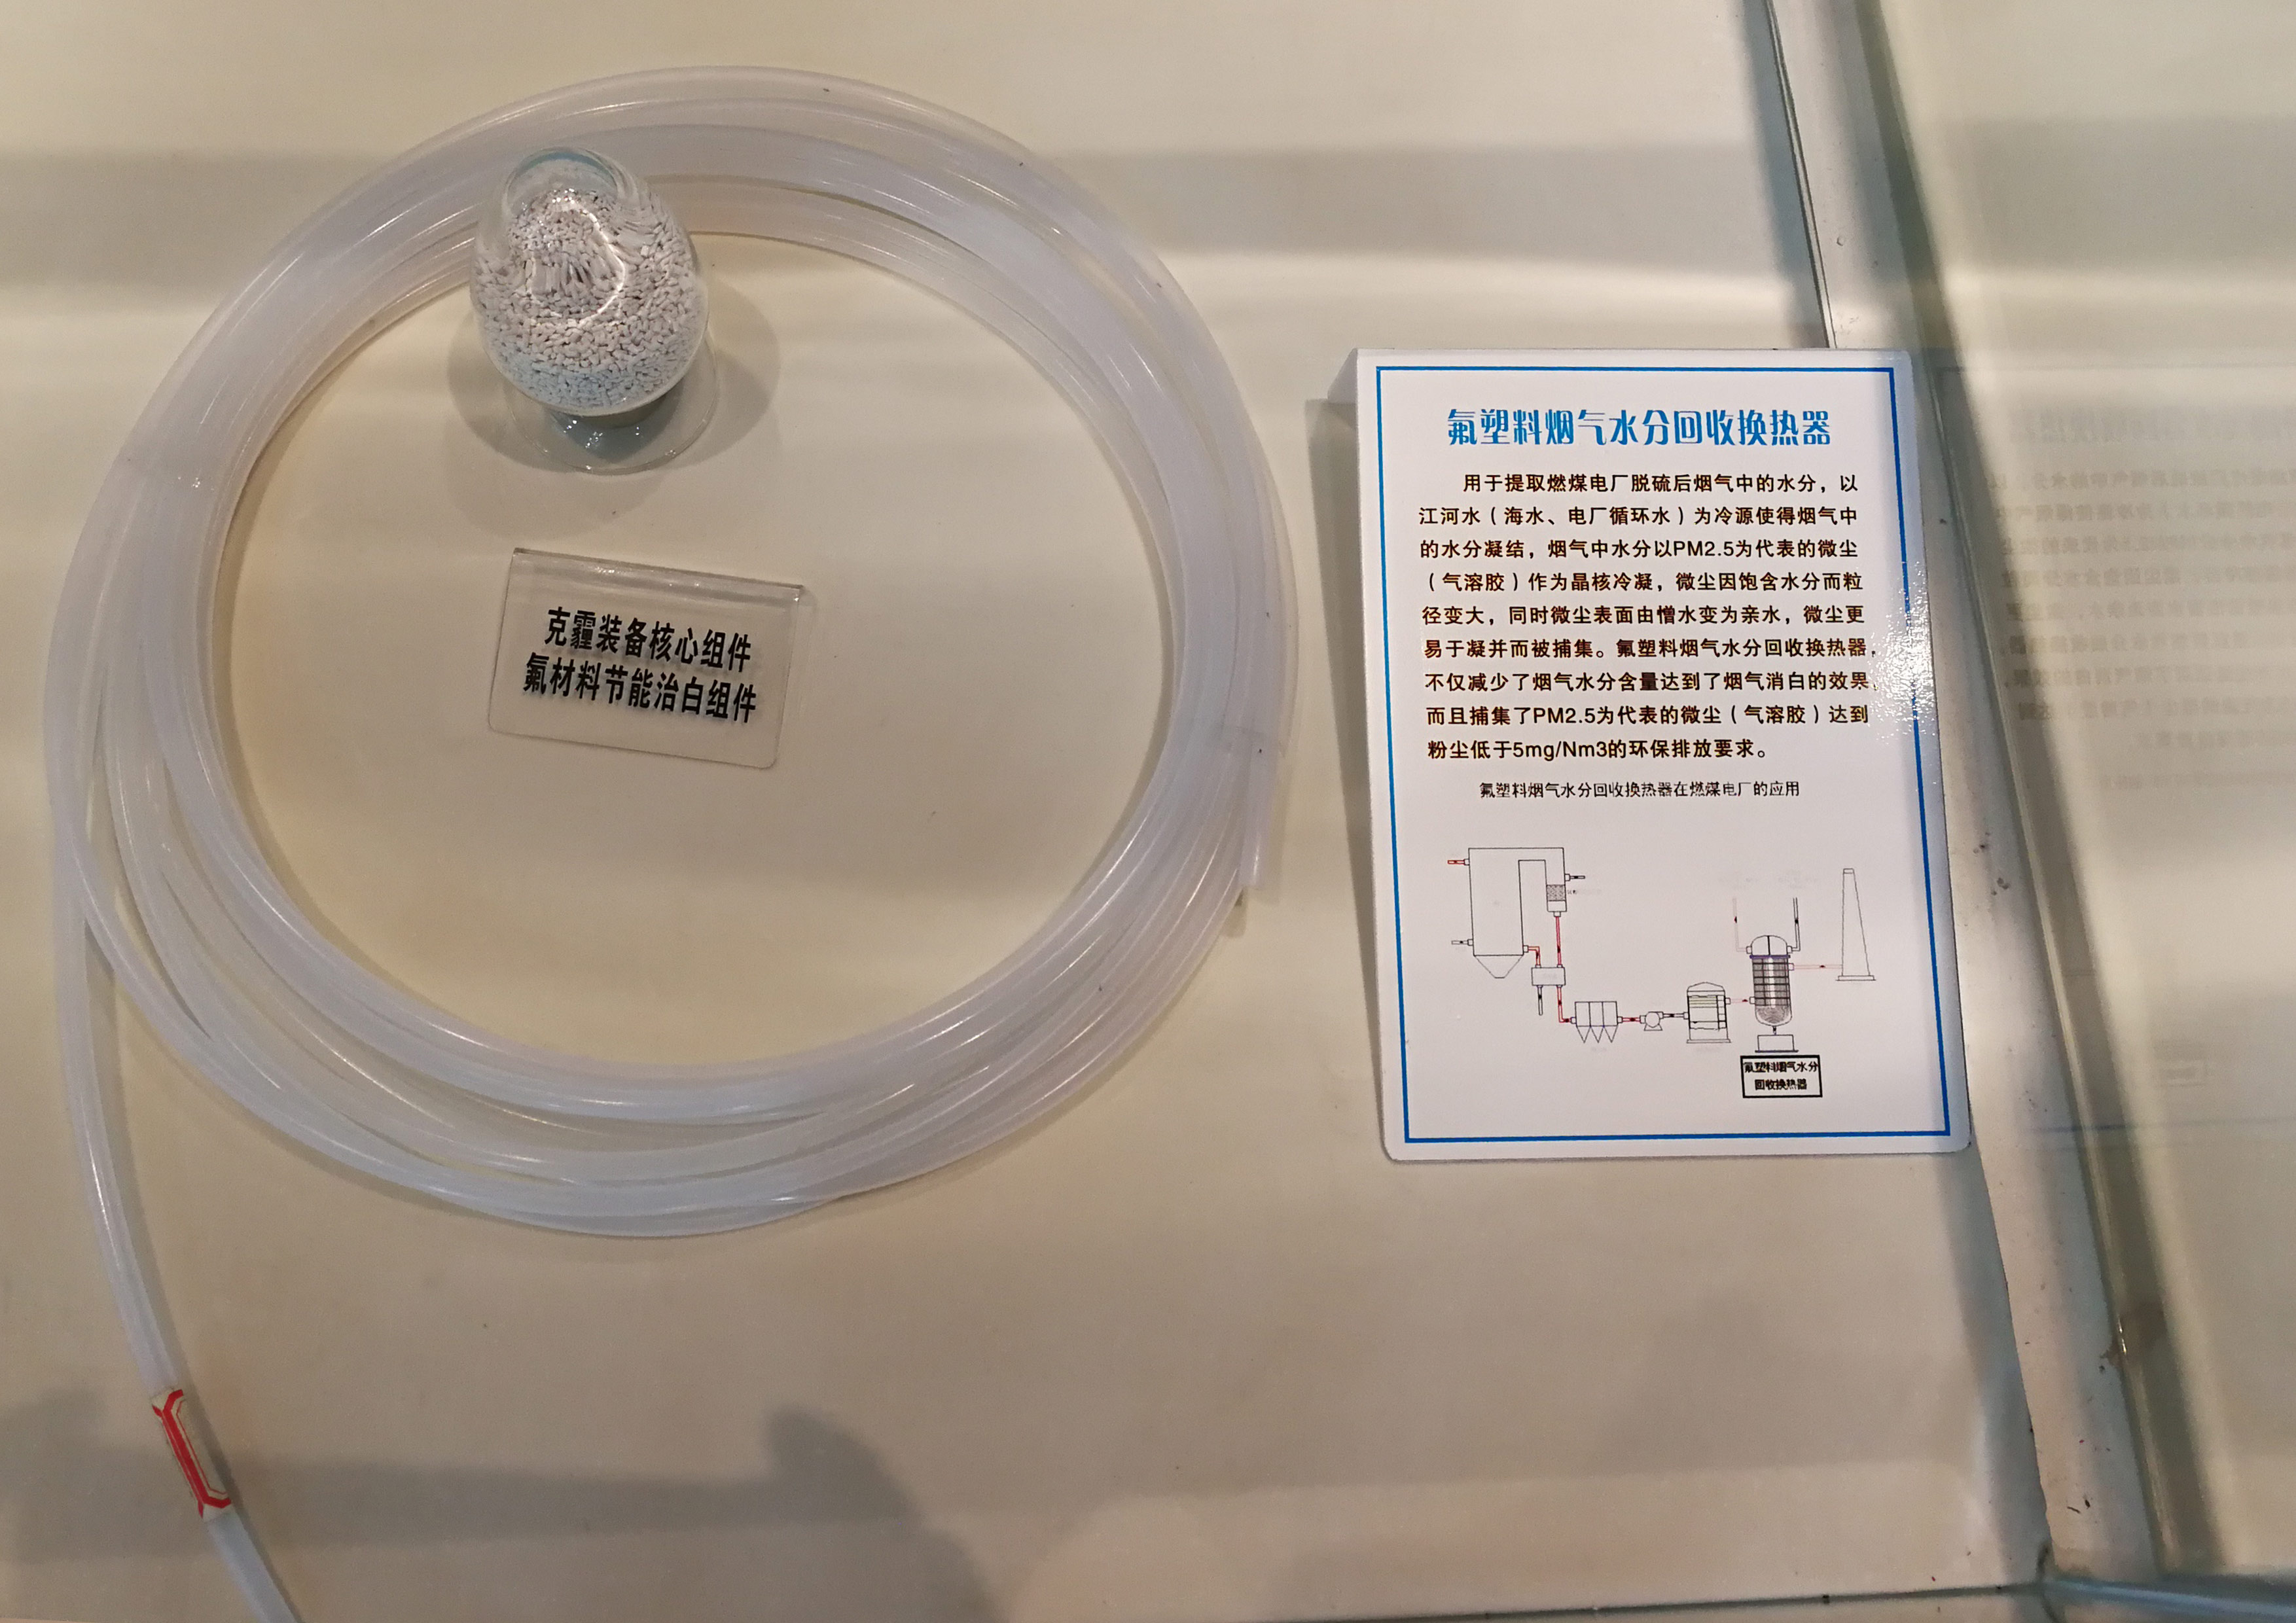 克霾装备核心组件
氟材料节能治白组件
氟塑料烟气水分回收换热器
用于提取燃煤电厂脱硫后烟气中的水分，以
江河水（海水、电厂循环水）为冷源使得烟气中
的水分凝结，烟气中水分以PM2.5为代表的微尘
（气溶胶）作为晶核冷凝，微尘因饱含水分而粒
径变大，同时微尘表面由憎水变为亲水，微尘更
易于凝并而被捕集。氟塑料烟气水分回收换热器，
不仅减少了烟气水分含量达到了烟气消白的效果，
而且捕集了PM2.5为代表的微尘（气溶胶）达到
粉尘低于5mg/Nm3的环保排放要求。
氟塑料烟气水分回收换热器在燃煤电厂的应用
氟塑料烟气水分
回收换热器